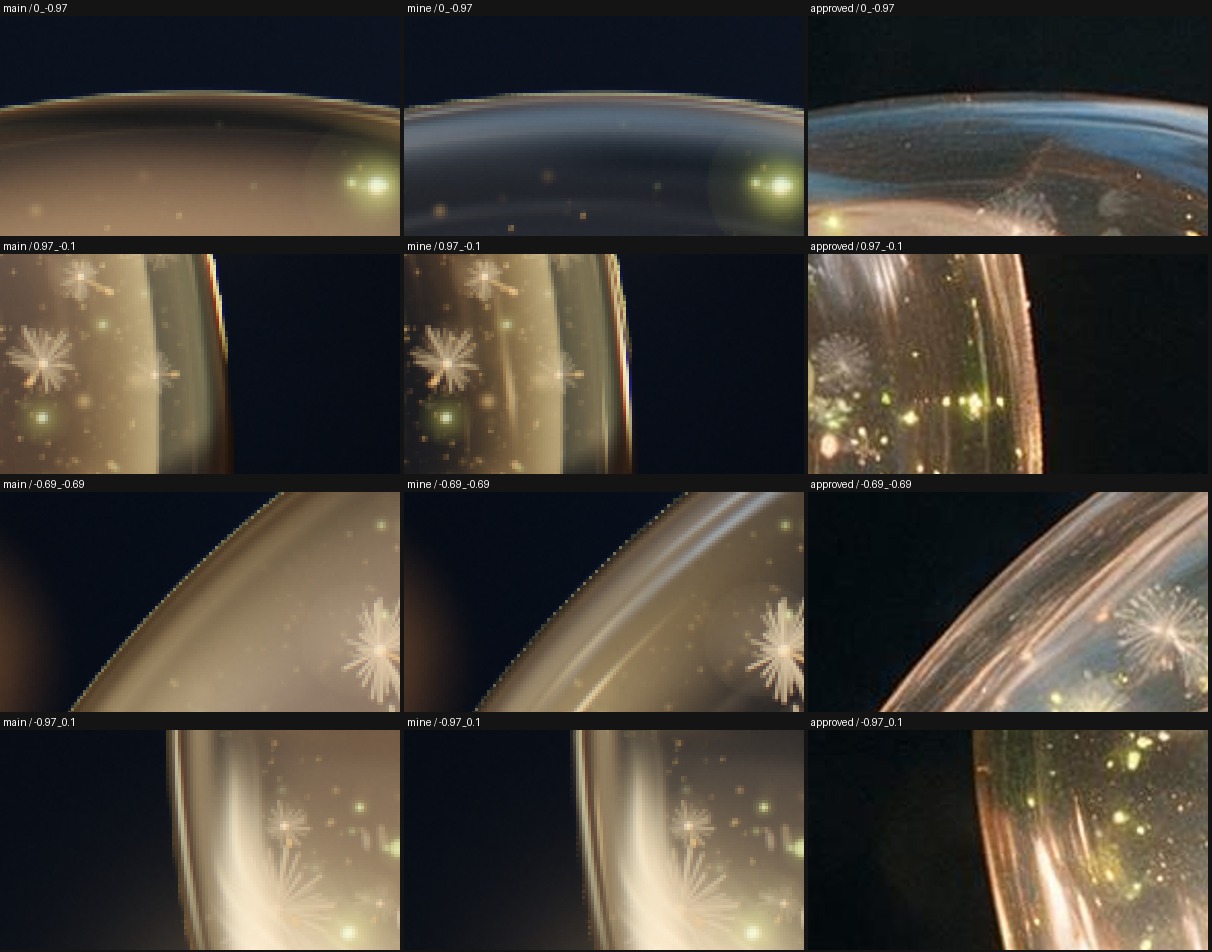 main / 0_-0.97
mine / 0_-0.97
approved / 0_-0.97
main / 0.97_-0.1
mine / 0.97_-0.1
approved / 0.97_-0.1
main / -0.69_-0.69
mine / -0.69_-0.69
approved / -0.69_-0.69
main / -0.97_0.1
mine / -0.97_0.1
approved / -0.97_0.1